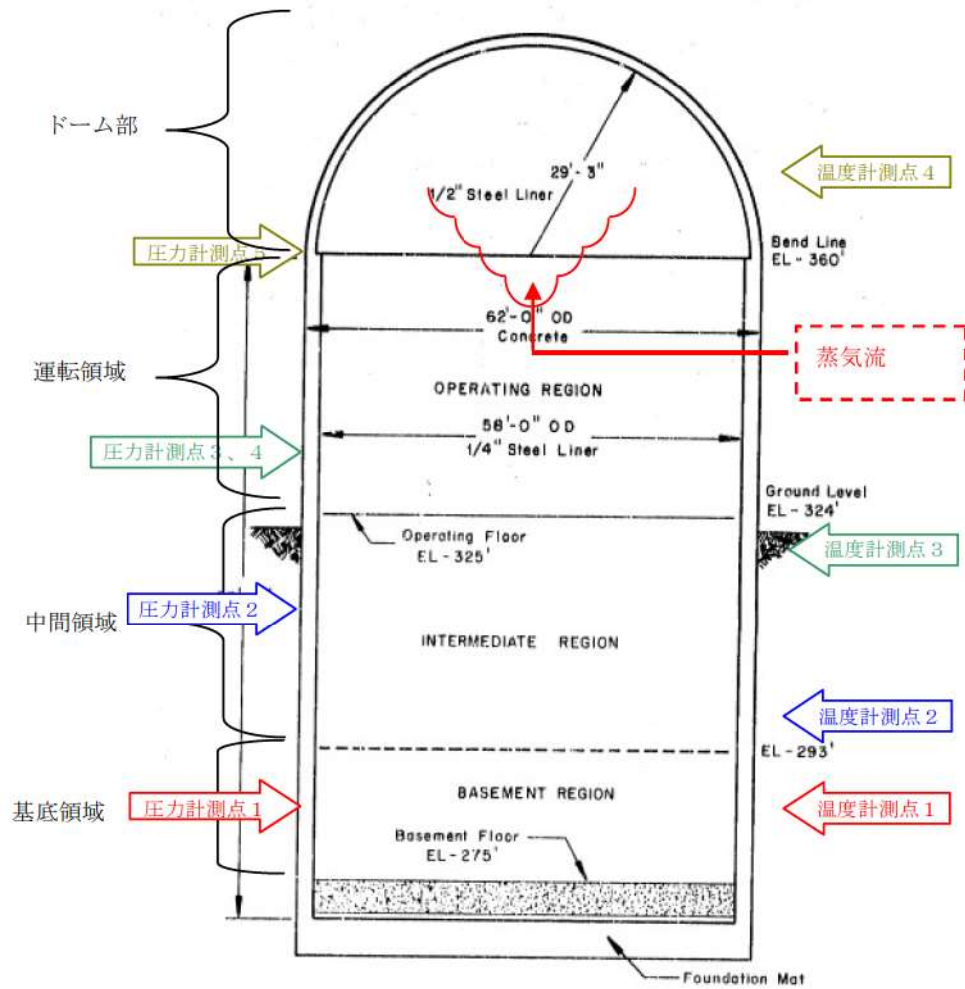 ドーム部
温度計測点４
29'-3"
1/2" Steel Liner
圧力計測点
Bend Line
EL-360'
62'-0" OD
Concrete
蒸気流
運転領域
OPERATING REGION
58'-0" OD
1/4" Steel Liner
圧力計測点３、４
Ground Level
EL-324'
Operating Floor
EL-325'
温度計測点３
圧力計測点２
中間領域
INTERMEDIATE REGION
温度計測点２
EL-293'
基底領域
圧力計測点１
BASEMENT REGION
温度計測点１
Basement Floor
EL-275'
Foundation Mat